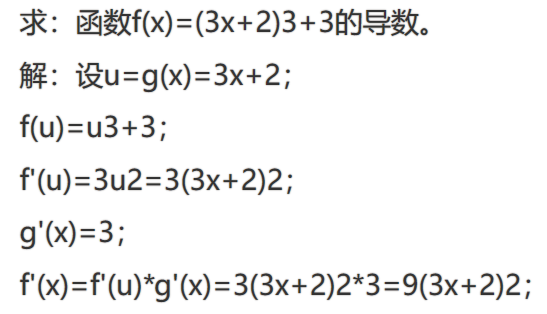 求：函数f(x)=(3x+2)3+3的导数。
解：设u=g(x)=3x+2；
f(u)=u3+3；
f'(u)=3u2=3(3x+2)2；
g'(x)=3；
f'(x)=f'(u)*g'(x)=3(3x+2)2*3=9(3x+2)2；